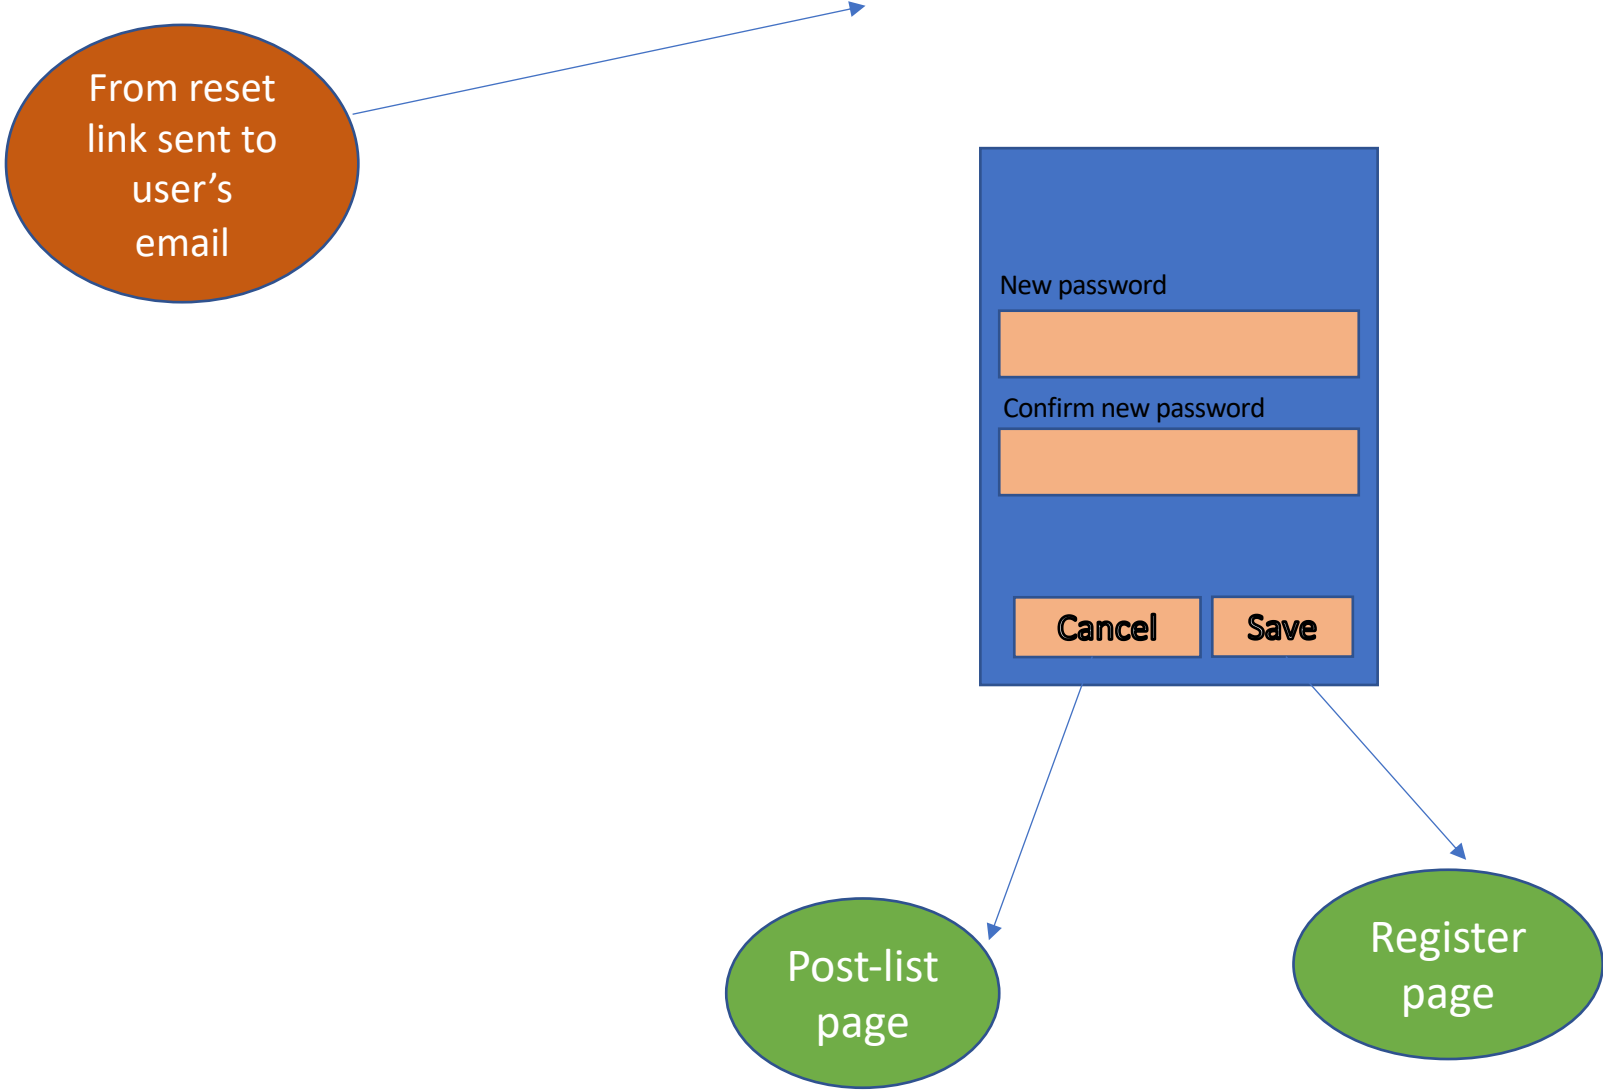 From reset
link sent to
user’s
email
New password
Confirm new password
Cancel
Save
Post-list
page
Register
page